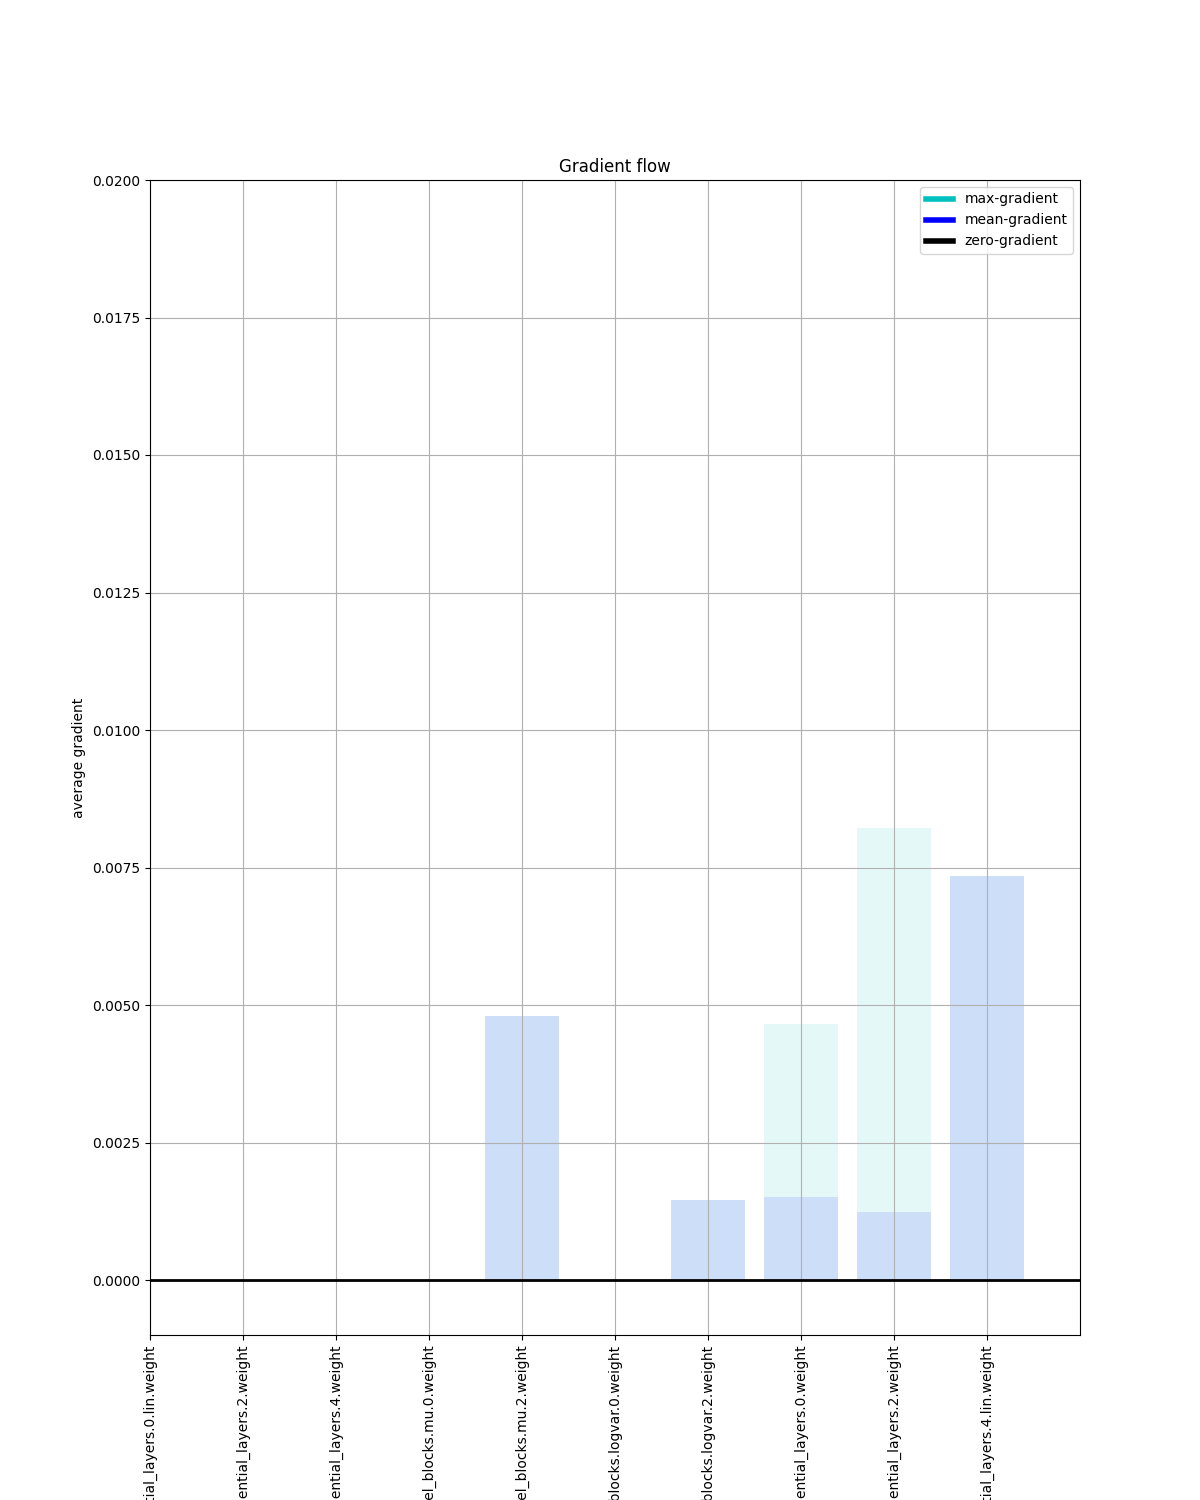 Gradient flow
max-gradient
mean-gradient
zero-gradient
0.0200
0.0175
0.0150
0.0125
0.0100
0.0075
0.0050
0.0025
0.0000
average gradient
tial_layers.0.lin.weight
ential_layers.2.weight
ential_layers.4.weight
el_blocks.mu.0.weight
el_blocks.mu.2.weight
blocks.logvar.0.weight
blocks.logvar.2.weight
ential_layers.0.weight
ential_layers.2.weight
tial_layers.4.lin.weight